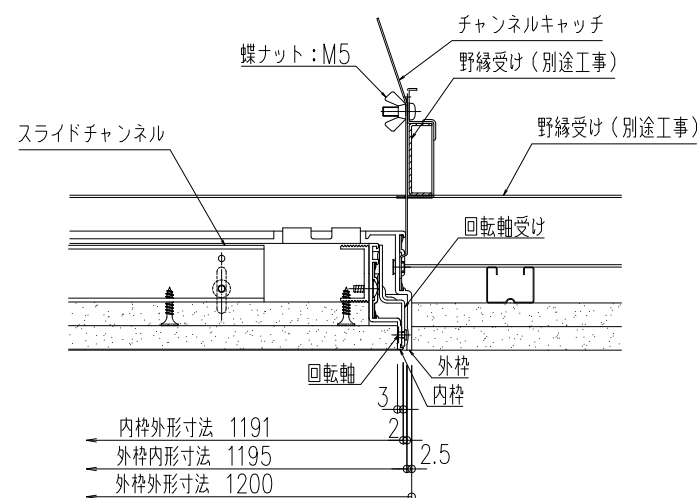 チャンネルキャッチ
蝶ナット：M5
野縁受け（別途工事）
スライドチャンネル
野縁受け（別途工事）
回転軸受け
外枠
回転軸
内枠
3
内枠外形寸法 1191
2
外枠内形寸法 1195
2.5
外枠外形寸法 1200